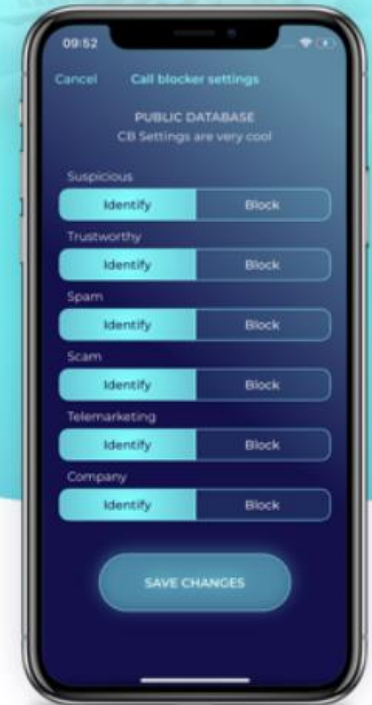 09:52
Cancel Call blocker settings
PUBLIC DATABASE
CB Settings are very cool
Suspicious
Identify Block
Trustworthy
Identify Block
Spam
Identify Block
Scam
Identify Block
Telemarketing
Identify Block
Company
Identify Block
SAVE CHANGES